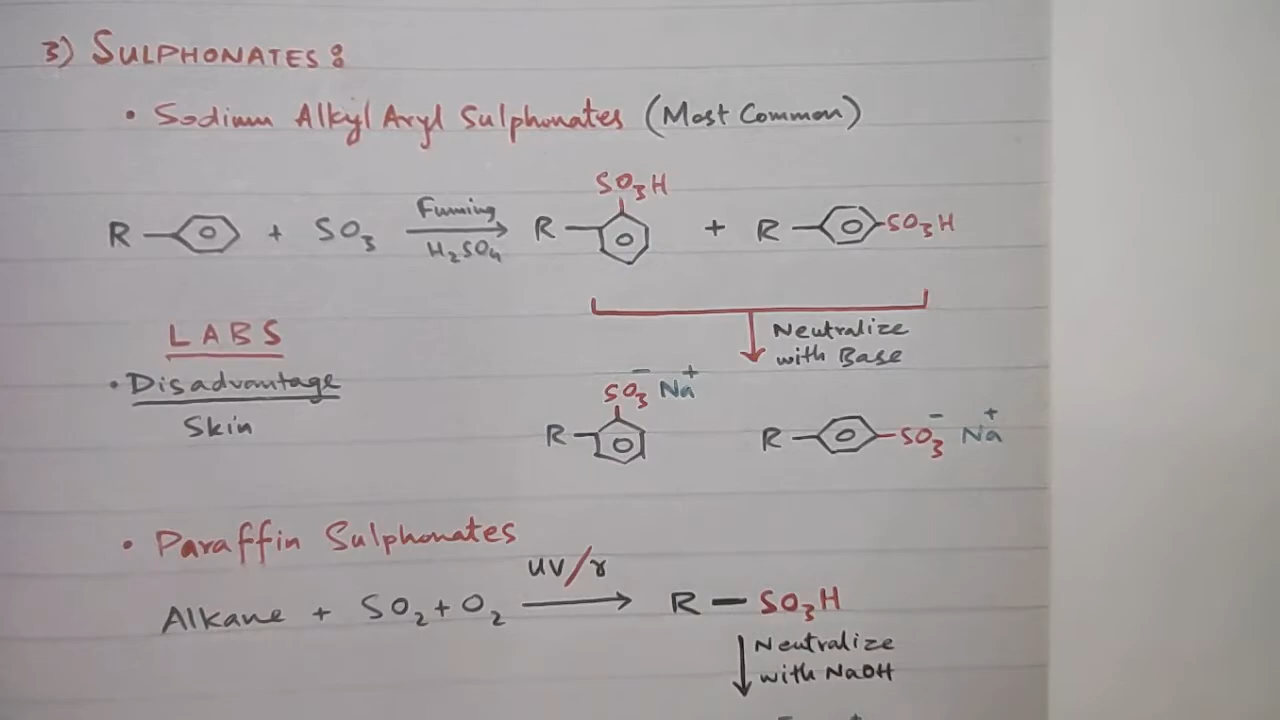 3) SULPHONATES:
• Sodium Alkyl Aryl Sulphonates (Most Common)
SO3H
R + SO3 Fuming H2SO4 R + R SO3H
LABS
Neutralize
with Base
• Disadvantage
Skin
SO3- Na+
R R SO3- Na+
• Paraffin Sulphonates
UV/γ
Alkane + SO2 + O2 R — SO3H
Neutralize
with NaOH